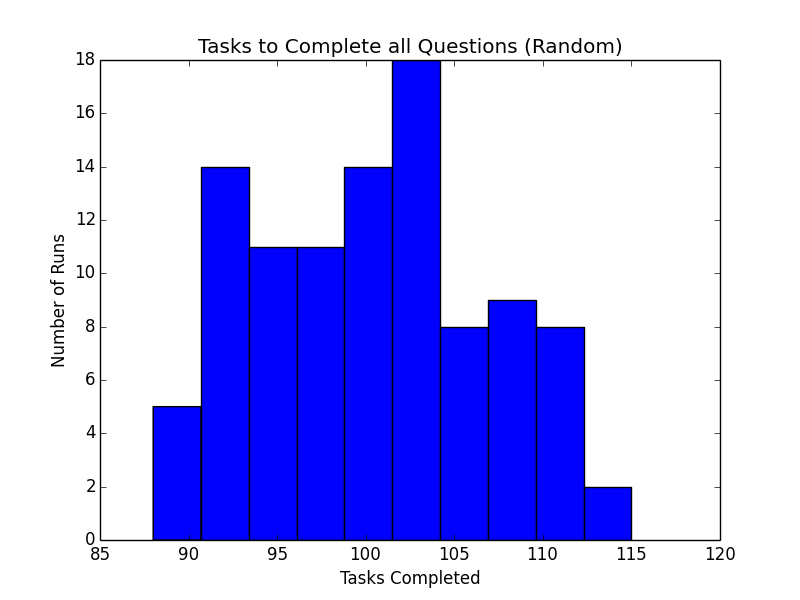 Tasks to Complete all Questions (Random)
18
16
14
12
10
8
6
4
2
0
Number of Runs
85 90 95 100 105 110 115 120
Tasks Completed